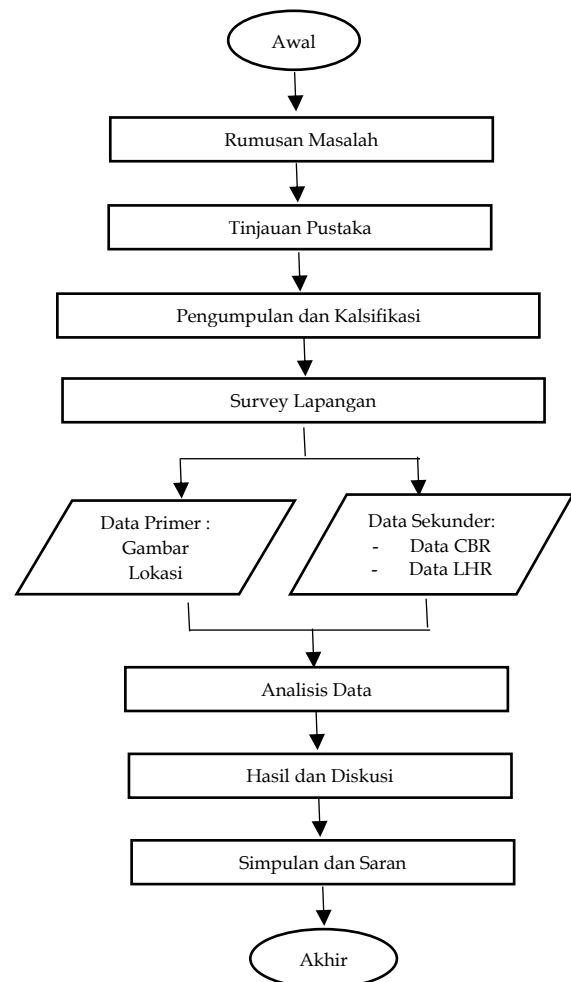 Awal
Rumusan Masalah
Tinjauan Pustaka
Pengumpulan dan Kalsifikasi
Survey Lapangan
Data Primer :
Gambar
Lokasi
Data Sekunder:
- Data CBR
- Data LHR
Analisis Data
Hasil dan Diskusi
Simpulan dan Saran
Akhir